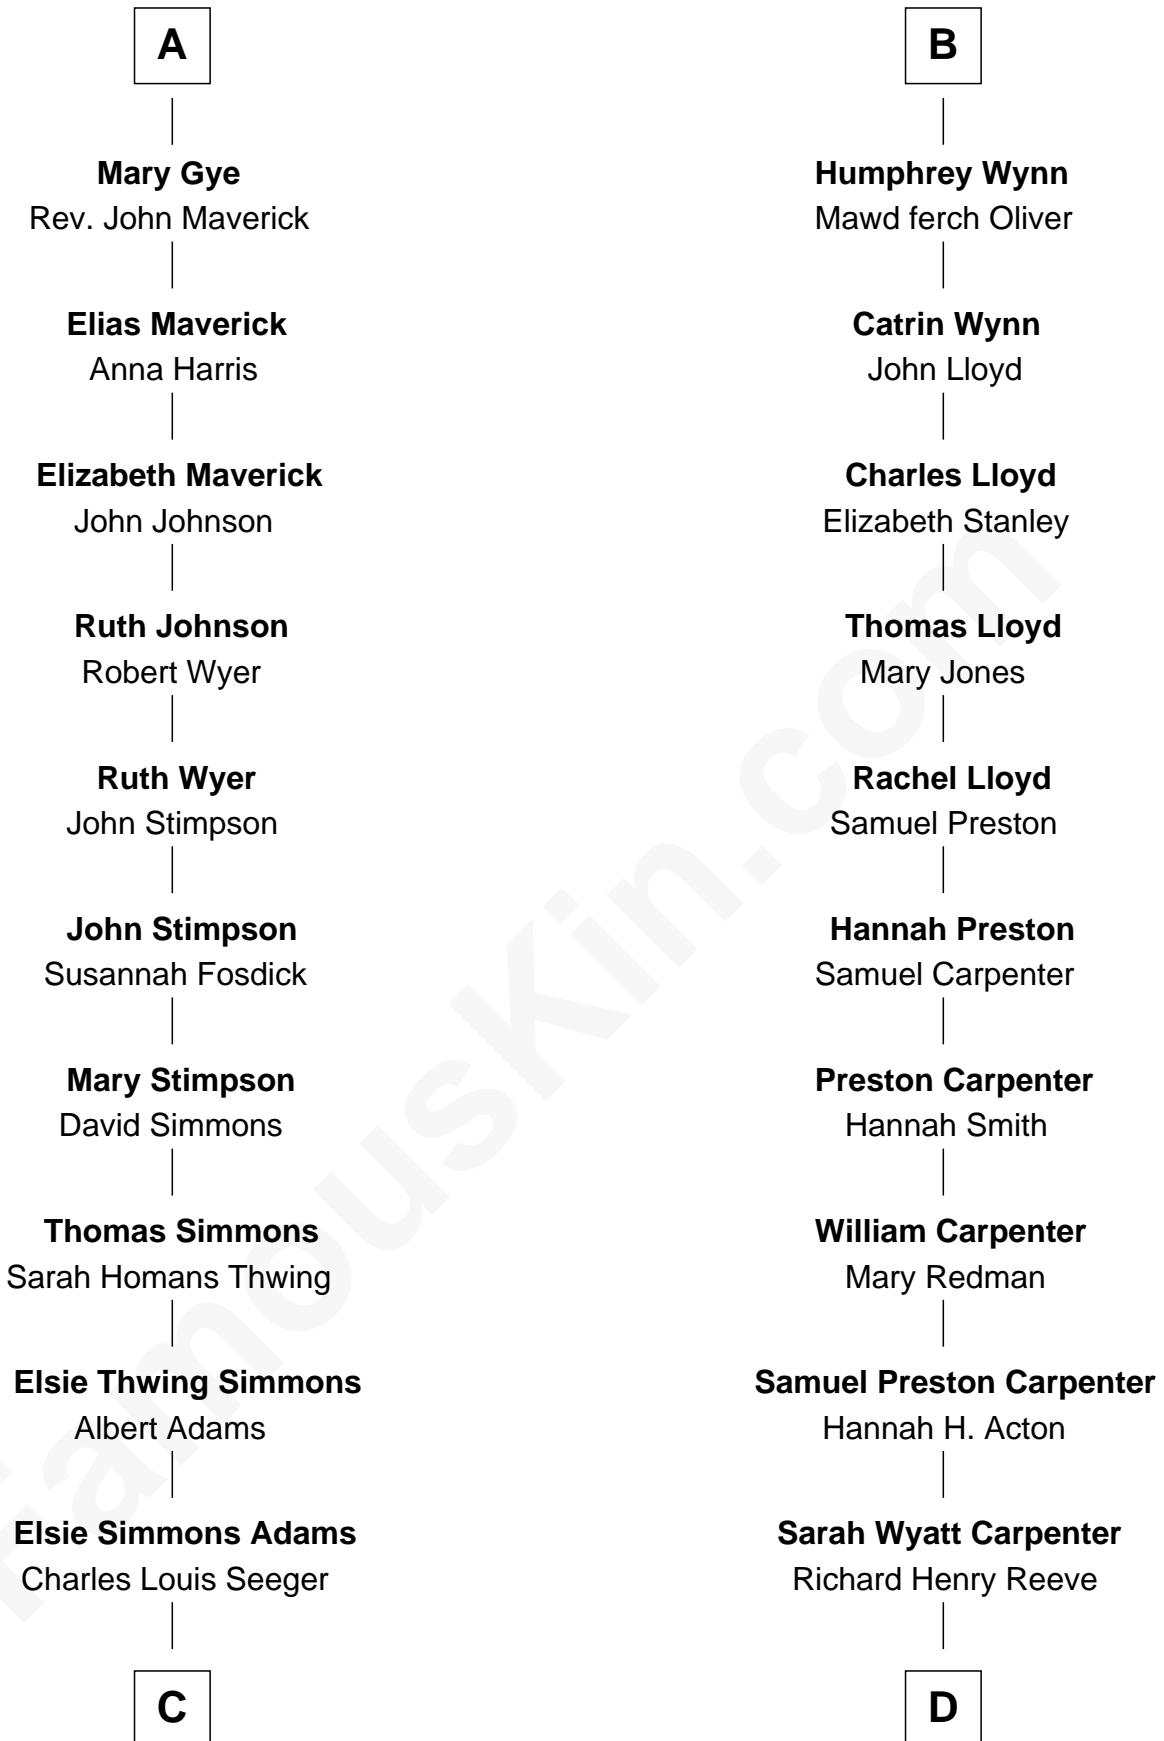 A
Mary Gye
Rev. John Maverick
Elias Maverick
Anna Harris
Elizabeth Maverick
John Johnson
Ruth Johnson
Robert Wyer
Ruth Wyer
John Stimpson
John Stimpson
Susannah Fosdick
Mary Stimpson
David Simmons
Thomas Simmons
Sarah Homans Thwing
Elsie Thwing Simmons
Albert Adams
Elsie Simmons Adams
Charles Louis Seeger
C
B
Humphrey Wynn
Mawd ferch Oliver
Catrin Wynn
John Lloyd
Charles Lloyd
Elizabeth Stanley
Thomas Lloyd
Mary Jones
Rachel Lloyd
Samuel Preston
Hannah Preston
Samuel Carpenter
Preston Carpenter
Hannah Smith
William Carpenter
Mary Redman
Samuel Preston Carpenter
Hannah H. Acton
Sarah Wyatt Carpenter
Richard Henry Reeve
D
FamousKin.com